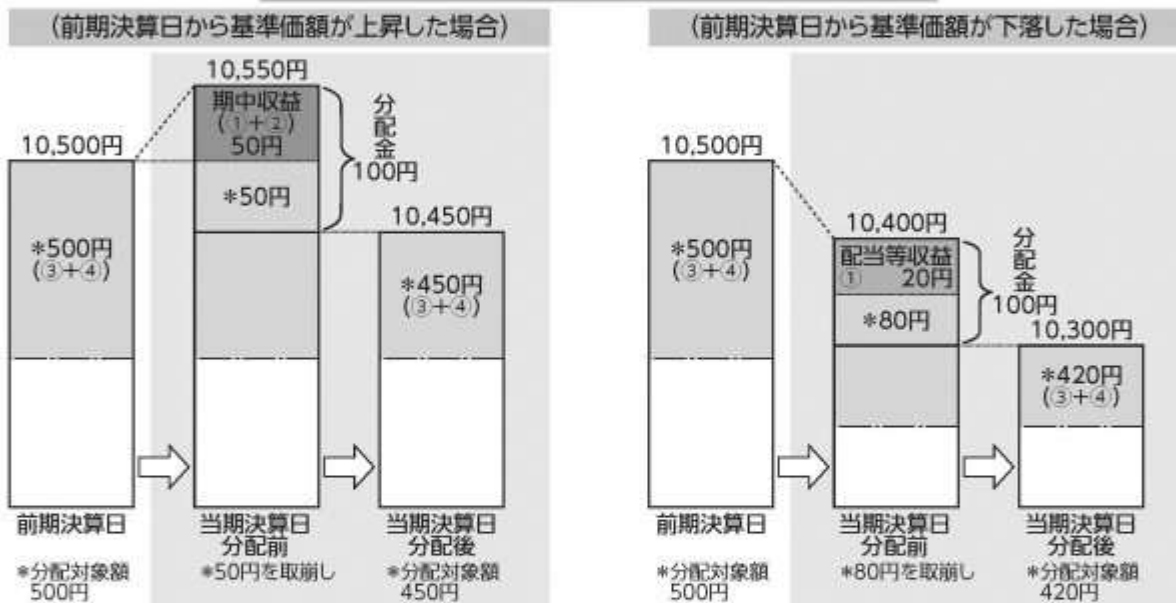 (前期決算日から基準価額が上昇した場合)
10,550円
期中収益
(①+②)
50円
分配金
100円
10,500円
*50円
10,450円
*500円
(③+④)
*450円
(③+④)
前期決算日
当期決算日
分配前
当期決算日
分配後
*分配対象額
500円
*50円を取崩し
*分配対象額
450円
(前期決算日から基準価額が下落した場合)
10,500円
10,400円
配当等収益
① 20円
分配金
100円
*80円
10,300円
*500円
(③+④)
*420円
(③+④)
前期決算日
当期決算日
分配前
当期決算日
分配後
*分配対象額
500円
*80円を取崩し
*分配対象額
420円